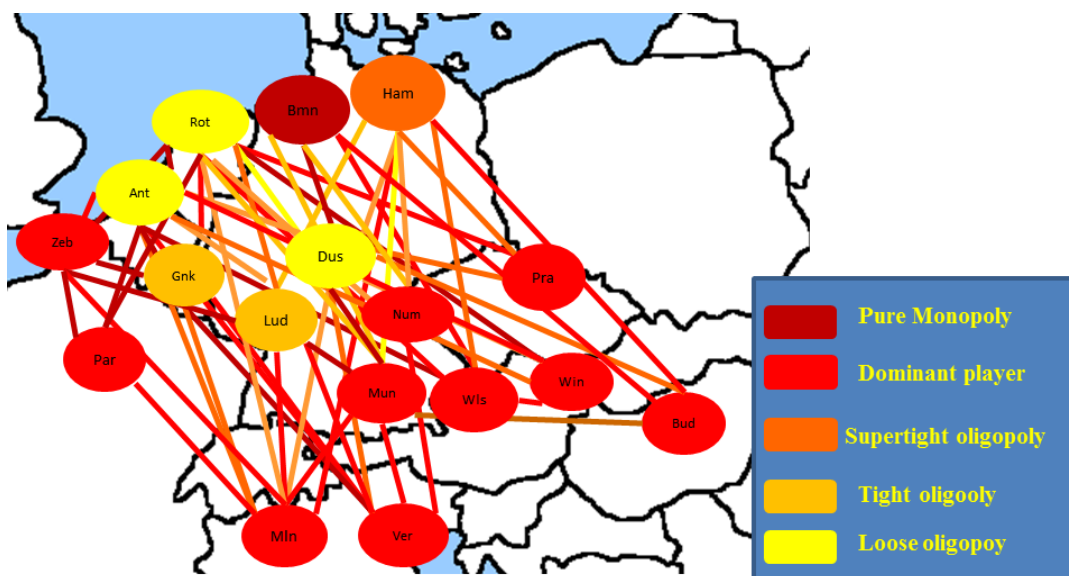 Ham
Bmn
Rot
Ant
Zeb
Dus
Gnk
Pra
Num
Lud
Par
Win
Mun
Wls
Bud
Mln
Ver
Pure Monopoly
Dominant player
Supertight oligopoly
Tight oligooly
Loose oligopoy